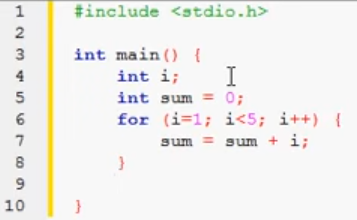 1 #include <stdio.h>
2
3 int main() {
4     int i;
5     int sum = 0;
6     for (i=1; i<5; i++) {
7         sum = sum + i;
8     }
9
10 }